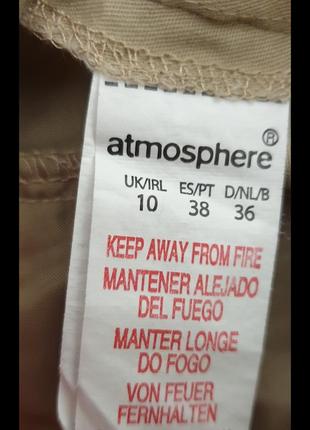 atmosphere®
UK/IRL ES/PT D/NL/B
10 38 36
KEEP AWAY FROM FIRE
MANTENER ALEJADO
DEL FUEGO
MANTER LONGE
DO FOGO
VON FEUER
FERNHALTEN